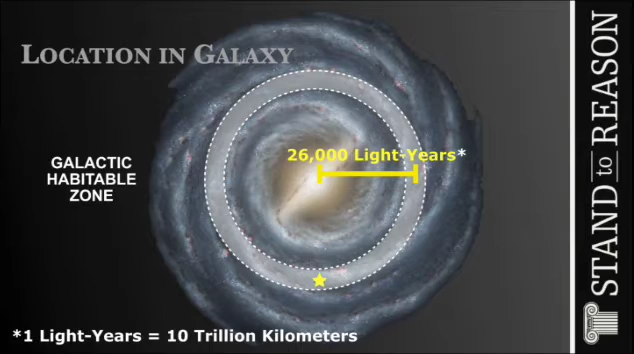 LOCATION IN GALAXY
GALACTIC
HABITABLE
ZONE
26,000 Light-Years*
*1 Light-Years = 10 Trillion Kilometers
STAND to REASON